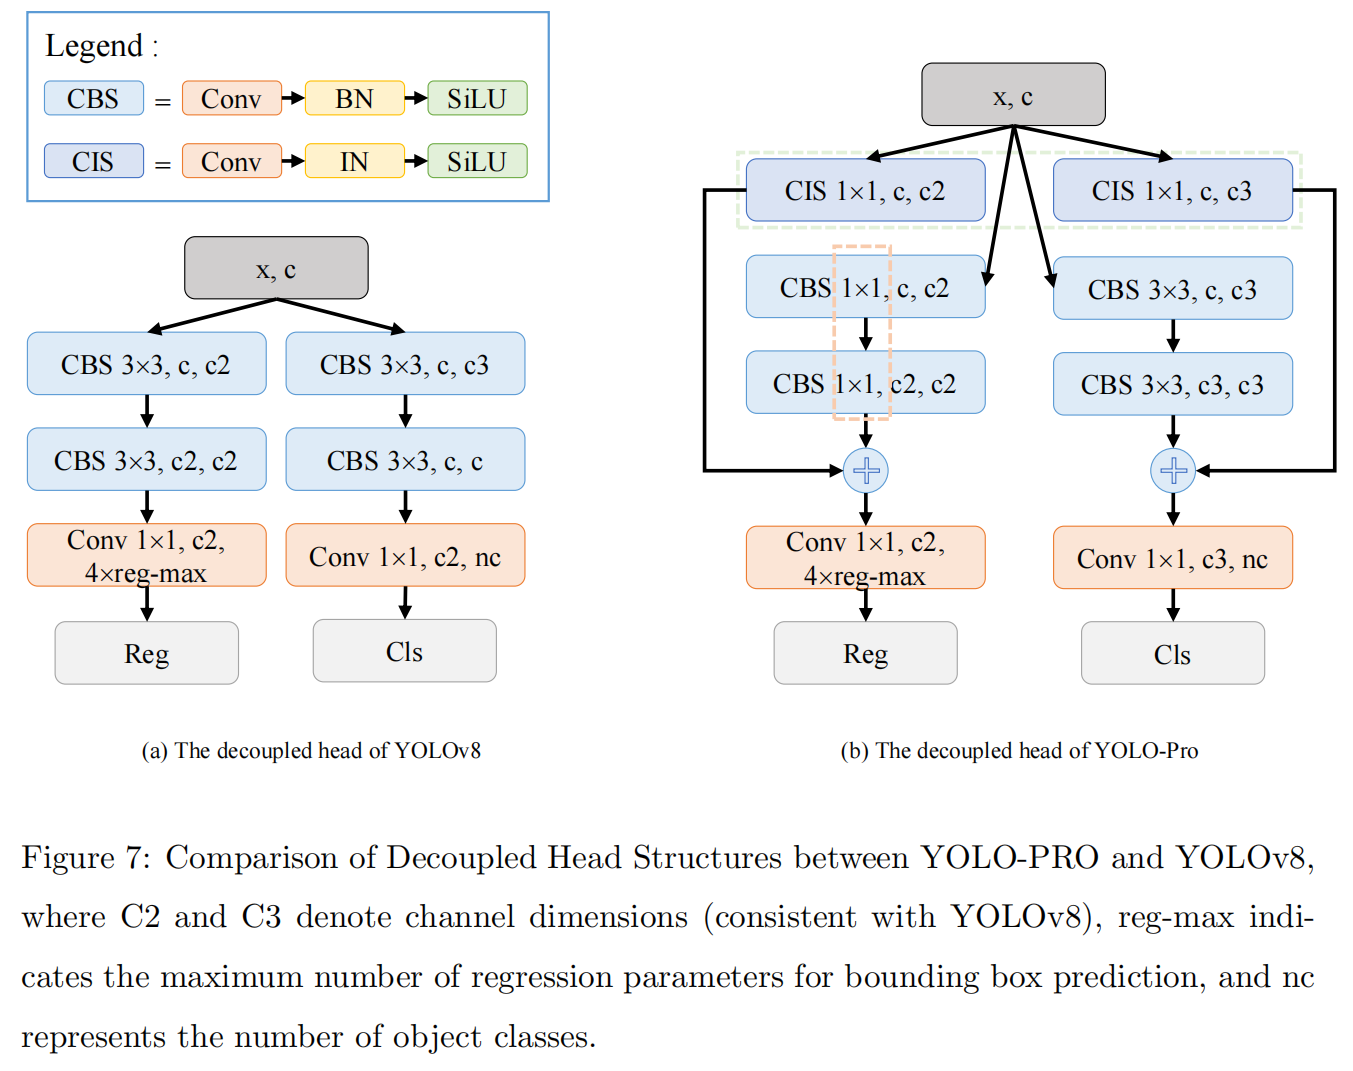 Legend :
CBS = Conv BN SiLU
CIS = Conv IN SiLU
x, c
CBS 3×3, c, c2
CBS 3×3, c, c3
CBS 3×3, c2, c2
CBS 3×3, c, c
Conv 1×1, c2,
4×reg-max
Conv 1×1, c2, nc
Reg
Cls
(a) The decoupled head of YOLOv8
x, c
CIS 1×1, c, c2
CIS 1×1, c, c3
CBS 1×1, c, c2
CBS 3×3, c, c3
CBS 1×1, c2, c2
CBS 3×3, c3, c3
Conv 1×1, c2,
4×reg-max
Conv 1×1, c3, nc
Reg
Cls
(b) The decoupled head of YOLO-Pro
Figure 7: Comparison of Decoupled Head Structures between YOLO-PRO and YOLOv8,
where C2 and C3 denote channel dimensions (consistent with YOLOv8), reg-max indi-
cates the maximum number of regression parameters for bounding box prediction, and nc
represents the number of object classes.